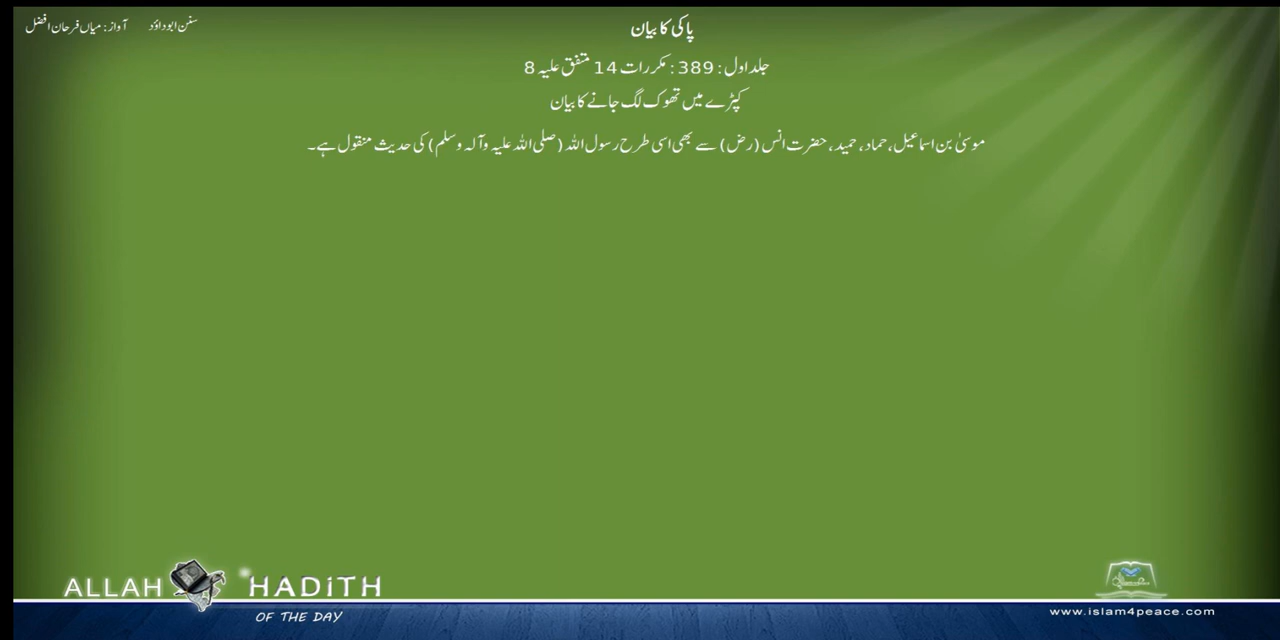 پاکی کا بیان
سنن ابوداؤد آواز: میاں فرحان افضل
جلد اول: 389 : مکررات 14 متفق علیہ 8
کپڑے میں تھوک لگ جانے کا بیان
موسیٰ بن اسماعیل، حماد، حمید، حضرت انس (رض) سے بھی اسی طرح رسول اللہ (صلی اللہ علیہ وآلہ وسلم) کی حدیث منقول ہے۔
ALLAH HADITH
OF THE DAY
www.islam4peace.com